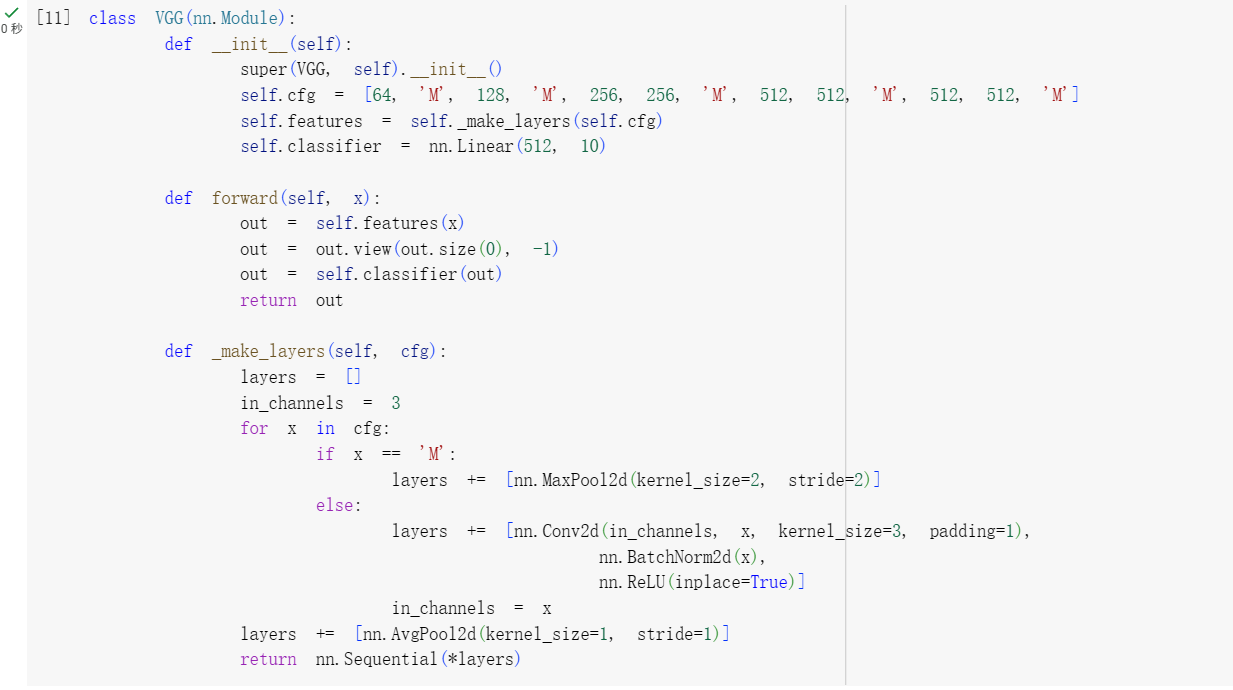 [11] class VGG(nn.Module):
0 秒
def __init__(self):
super(VGG, self).__init__()
self.cfg = [64, 'M', 128, 'M', 256, 256, 'M', 512, 512, 'M', 512, 512, 'M']
self.features = self._make_layers(self.cfg)
self.classifier = nn.Linear(512, 10)
def forward(self, x):
out = self.features(x)
out = out.view(out.size(0), -1)
out = self.classifier(out)
return out
def _make_layers(self, cfg):
layers = []
in_channels = 3
for x in cfg:
if x == 'M':
layers += [nn.MaxPool2d(kernel_size=2, stride=2)]
else:
layers += [nn.Conv2d(in_channels, x, kernel_size=3, padding=1),
nn.BatchNorm2d(x),
nn.ReLU(inplace=True)]
in_channels = x
layers += [nn.AvgPool2d(kernel_size=1, stride=1)]
return nn.Sequential(*layers)